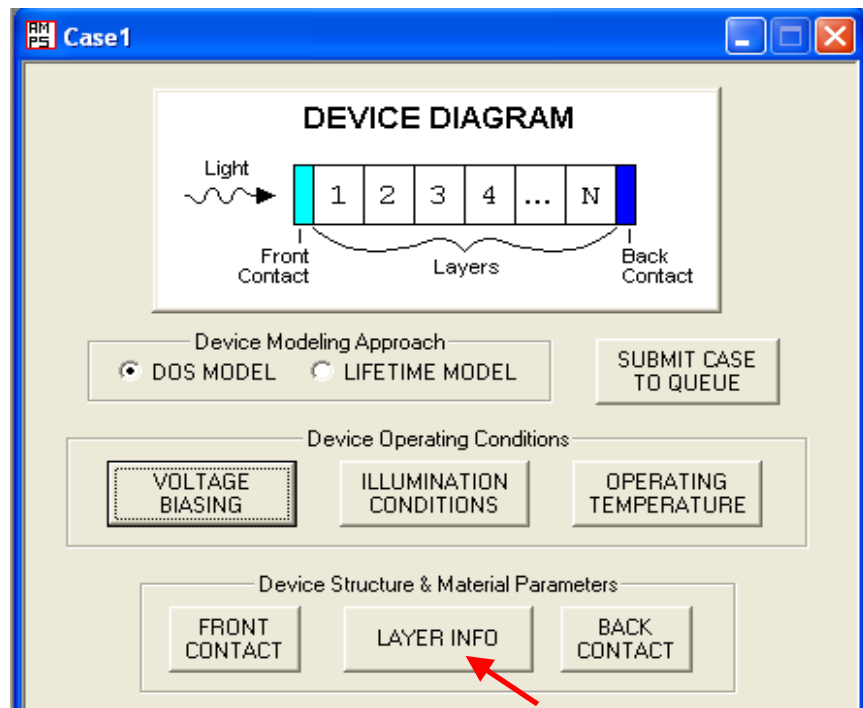 AM
PS
Case1
DEVICE DIAGRAM
Light
1 2 3 4 ... N
Front
Contact
Layers
Back
Contact
Device Modeling Approach
DOS MODEL LIFETIME MODEL
SUBMIT CASE
TO QUEUE
Device Operating Conditions
VOLTAGE
BIASING
ILLUMINATION
CONDITIONS
OPERATING
TEMPERATURE
Device Structure & Material Parameters
FRONT
CONTACT
LAYER INFO
BACK
CONTACT